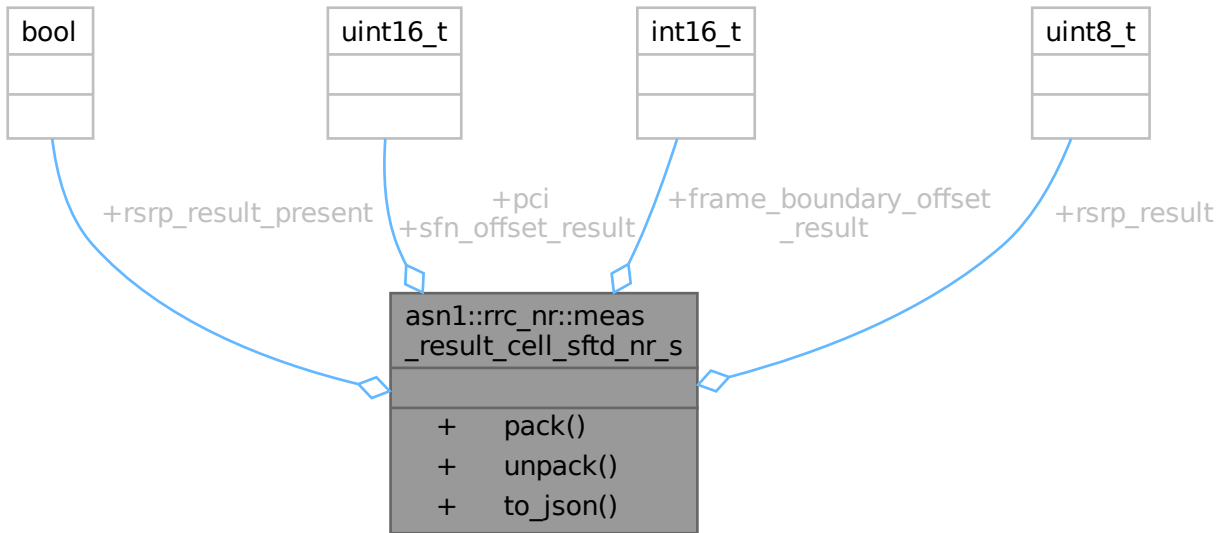 bool
uint16_t
int16_t
uint8_t
+rsrp_result_present
+pci
+sfn_offset_result
+frame_boundary_offset
_result
+rsrp_result
asn1::rrc_nr::meas
_result_cell_sftd_nr_s
+ pack()
+ unpack()
+ to_json()